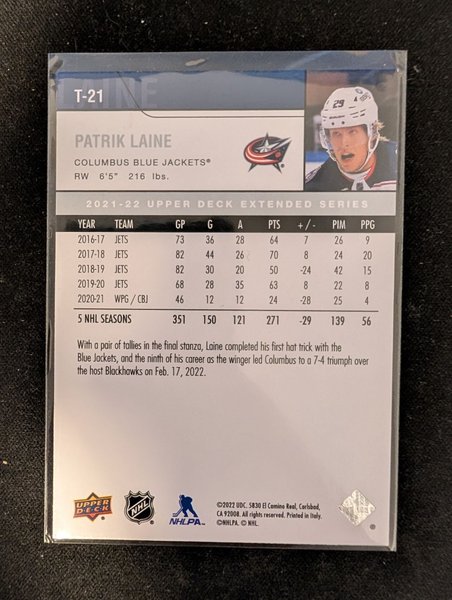 LAINE
T-21
PATRIK LAINE
COLUMBUS BLUE JACKETS®
RW 6'5" 216 lbs.
29
2021-22 UPPER DECK EXTENDED SERIES
YEAR TEAM GP G A PTS +/- PIM PPG
2016-17 JETS 73 36 28 64 7 26 9
2017-18 JETS 82 44 26 70 8 24 20
2018-19 JETS 82 30 20 50 -24 42 15
2019-20 JETS 68 28 35 63 8 22 8
2020-21 WPG / CBJ 46 12 12 24 -28 25 4
5 NHL SEASONS 351 150 121 271 -29 139 56
With a pair of tallies in the final stanza, Laine completed his first hat trick with the
Blue Jackets, and the ninth of his career as the winger led Columbus to a 7-4 triumph over
the host Blackhawks on Feb. 17, 2022.
UPPER DECK
NHL
NHLPA
©2022 UDC. 5830 El Camino Real, Carlsbad,
CA 92008. All rights reserved. Printed in Italy.
©NHLPA. © NHL.